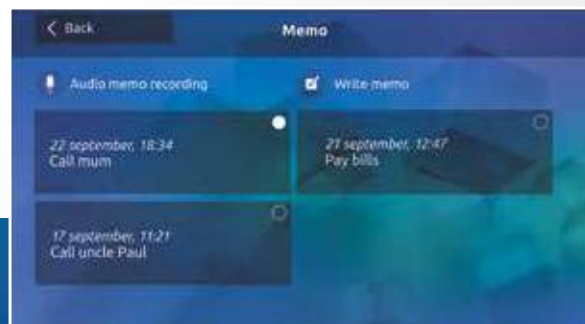 Back
Memo
Audio memo recording
Write memo
22 september, 18:34
Call mum
21 september, 12:47
Pay bills
17 september, 11:21
Call uncle Paul